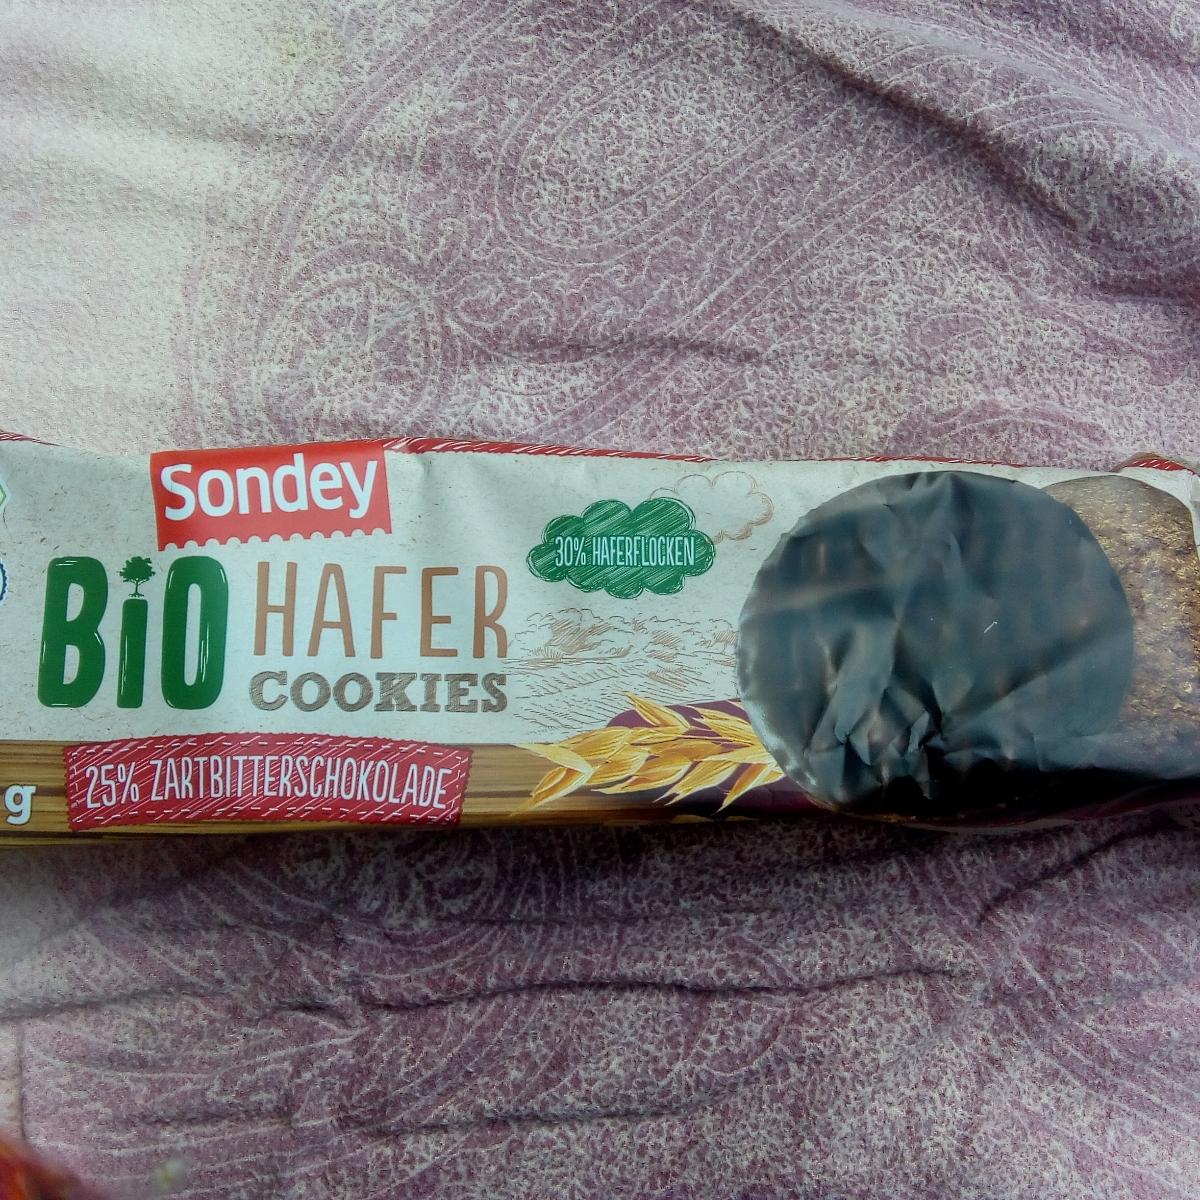 Sondey
BiO HAFER
COOKIES
30% HAFERFLOCKEN
25% ZARTBITTERSCHOKOLADE
g